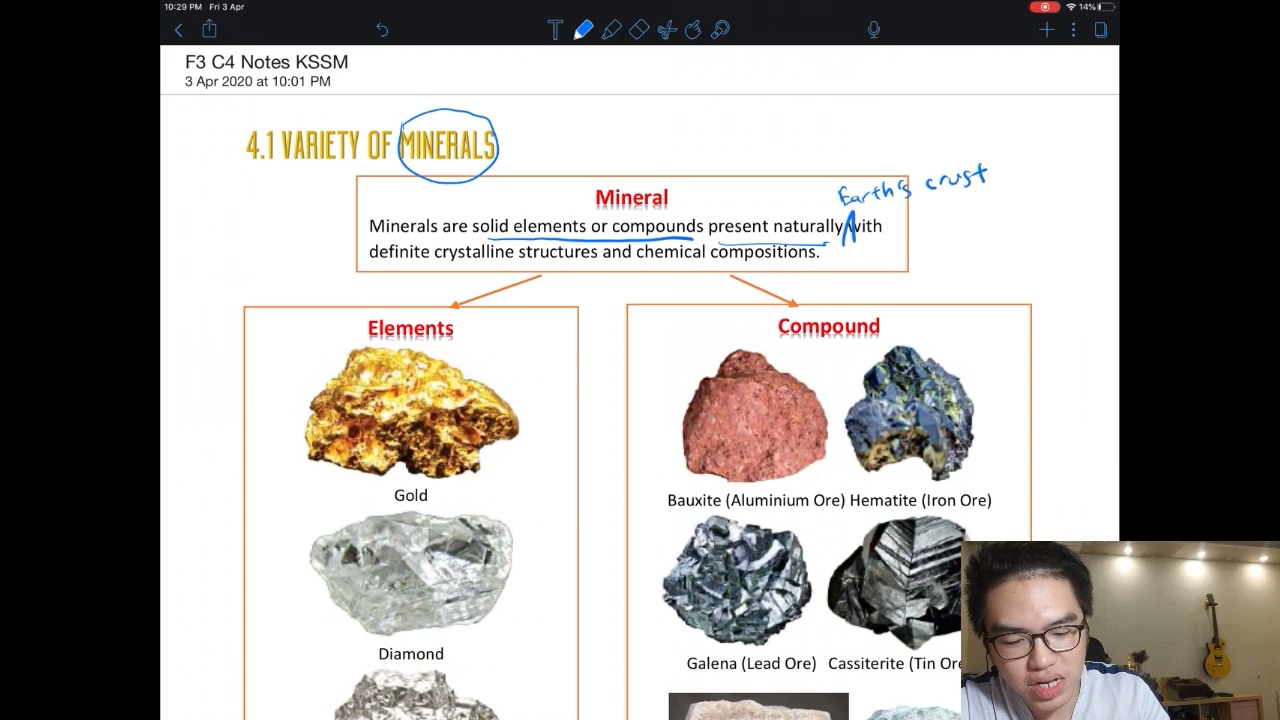 10:29 PM Fri 3 Apr
14%
T
F3 C4 Notes KSSM
3 Apr 2020 at 10:01 PM
4.1 VARIETY OF MINERALS
Mineral
Earth's crust
Minerals are solid elements or compounds present naturally with
definite crystalline structures and chemical compositions.
Elements
Compound
Gold
Bauxite (Aluminium Ore) Hematite (Iron Ore)
Diamond
Galena (Lead Ore) Cassiterite (Tin Ore